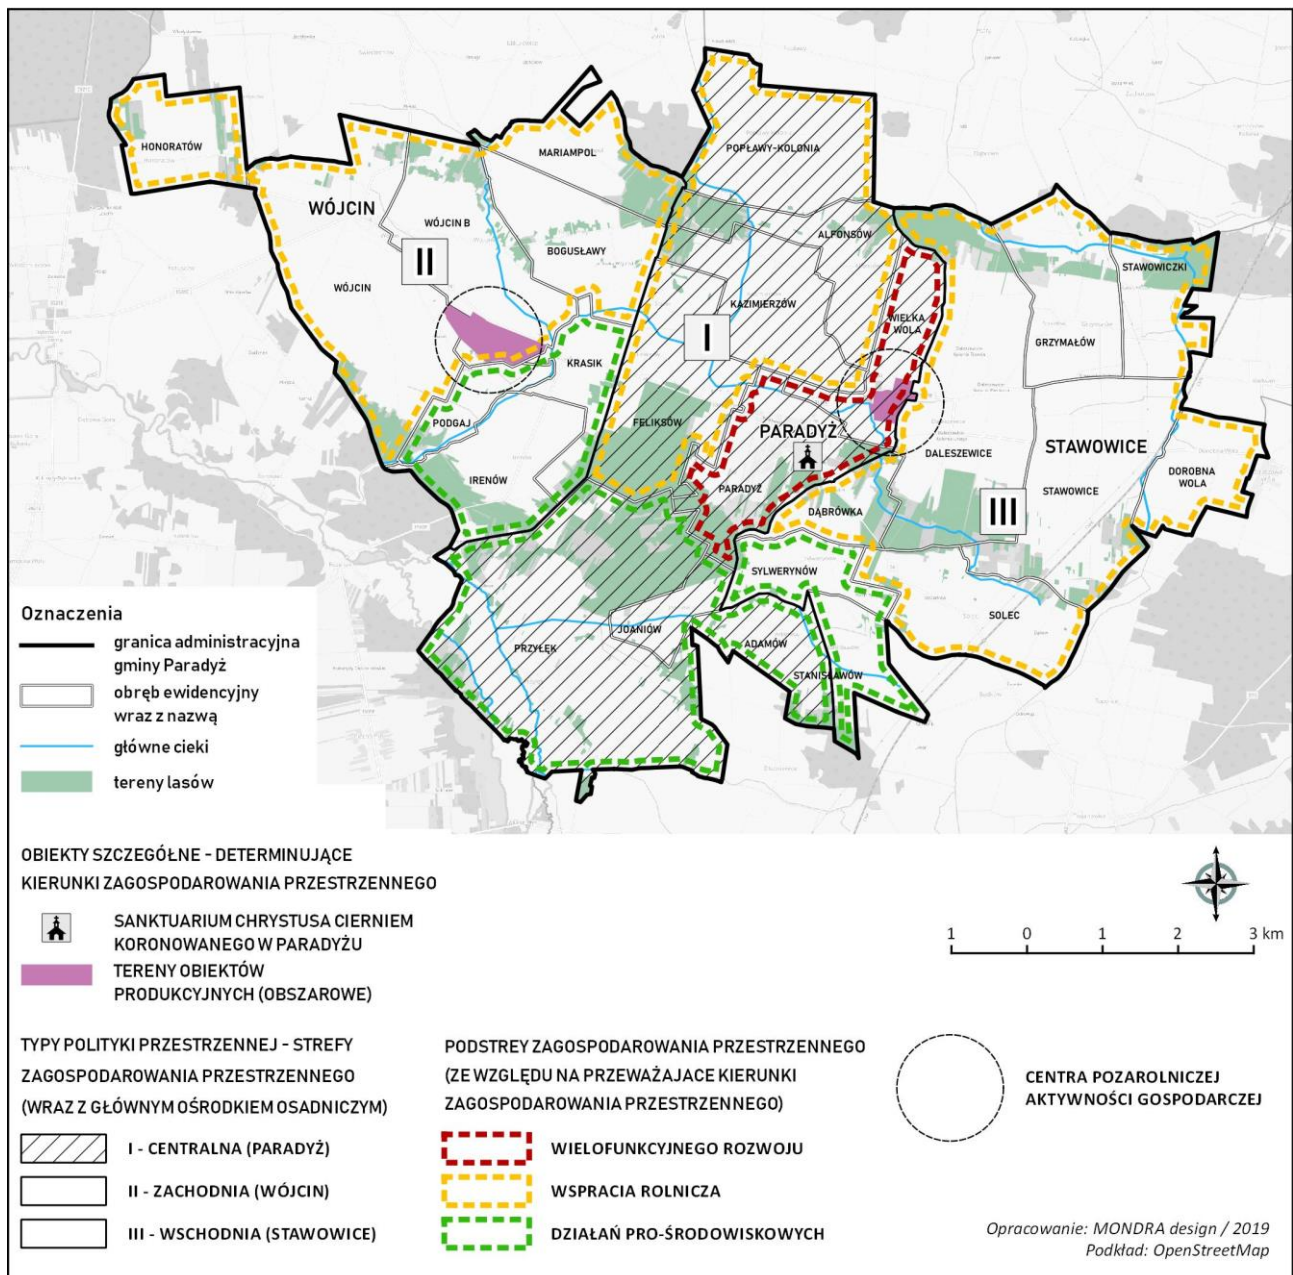 HONORATÓW
MARIAMPOL
POPŁAWY-KOLONIA
WÓJCIN
WÓJCIN B
BOGUSŁAWY
ALFONSÓW
STAWOWICZKI
II
WÓJCIN
KAZIMIERZÓW
WIELKA
WOLA
GRZYMAŁÓW
I
KRASIK
PODGAJ
FELIKSÓW
PARADYŻ
DALESZEWICE
STAWOWICE
DOROBNA
WOLA
IRENÓW
PARADYŻ
STAWOWICE
III
DĄBRÓWKA
SYLWERYNÓW
SOLEC
PRZYŁĘK
JOANIÓW
ADAMÓW
STANISŁAWÓW
Oznaczenia
granica administracyjna
gminy Paradyż
obręb ewidencyjny
wraz z nazwą
główne cieki
tereny lasów
OBIEKTY SZCZEGÓLNE - DETERMINUJĄCE
KIERUNKI ZAGOSPODAROWANIA PRZESTRZENNEGO
SANKTUARIUM CHRYSTUSA CIERNIEM
KORONOWANEGO W PARADYŻU
TERENY OBIEKTÓW
PRODUKCYJNYCH (OBSZAROWE)
1 0 1 2 3 km
TYPY POLITYKI PRZESTRZENNEJ - STREFY
ZAGOSPODAROWANIA PRZESTRZENNEGO
(WRAZ Z GŁÓWNYM OŚRODKIEM OSADNICZYM)
I - CENTRALNA (PARADYŻ)
II - ZACHODNIA (WÓJCIN)
III - WSCHODNIA (STAWOWICE)
PODSTREY ZAGOSPODAROWANIA PRZESTRZENNEGO
(ZE WZGLĘDU NA PRZEWAŻAJACE KIERUNKI
ZAGOSPODAROWANIA PRZESTRZENNEGO)
WIELOFUNKCYJNEGO ROZWOJU
WSPRACIA ROLNICZA
DZIAŁAŃ PRO-ŚRODOWISKOWYCH
CENTRA POZAROLNICZEJ
AKTYWNOŚCI GOSPODARCZEJ
Opracowanie: MONDRA design / 2019
Podkład: OpenStreetMap